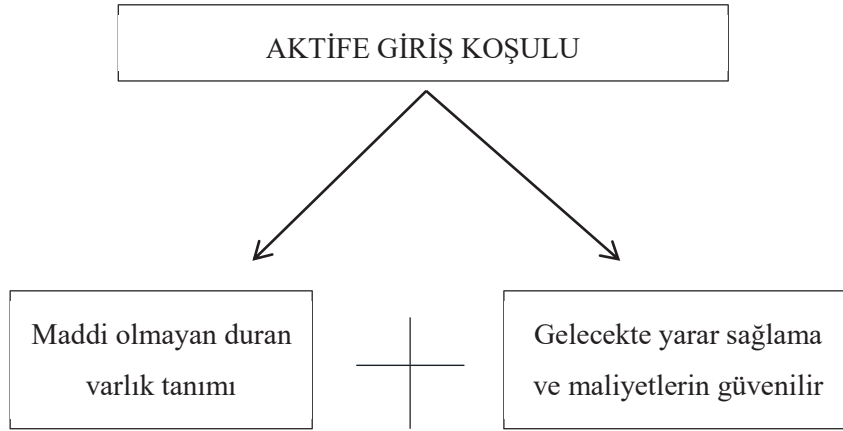 AKTİFE GİRİŞ KOŞULU
Maddi olmayan duran
varlık tanımı
Gelecekte yarar sağlama
ve maliyetlerin güvenilir